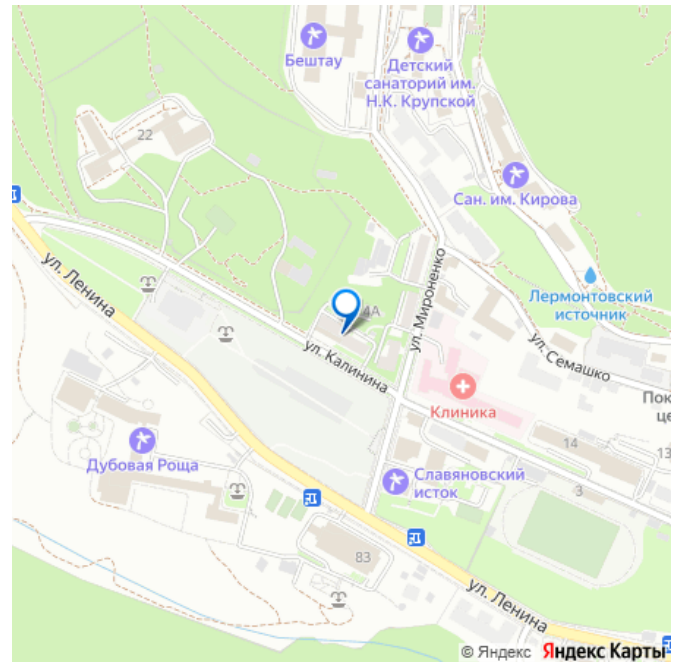 Бештау
Детский
санаторий им.
Н.К. Крупской
22
Сан. им. Кирова
ул. Ленина
Лермонтовский
источник
4А
ул. Мироненко
ул. Семашко
ул. Калинина
Клиника
14
13
3
Дубовая Роща
Славяновский
исток
83
ул. Ленина
© Яндекс Яндекс Карты